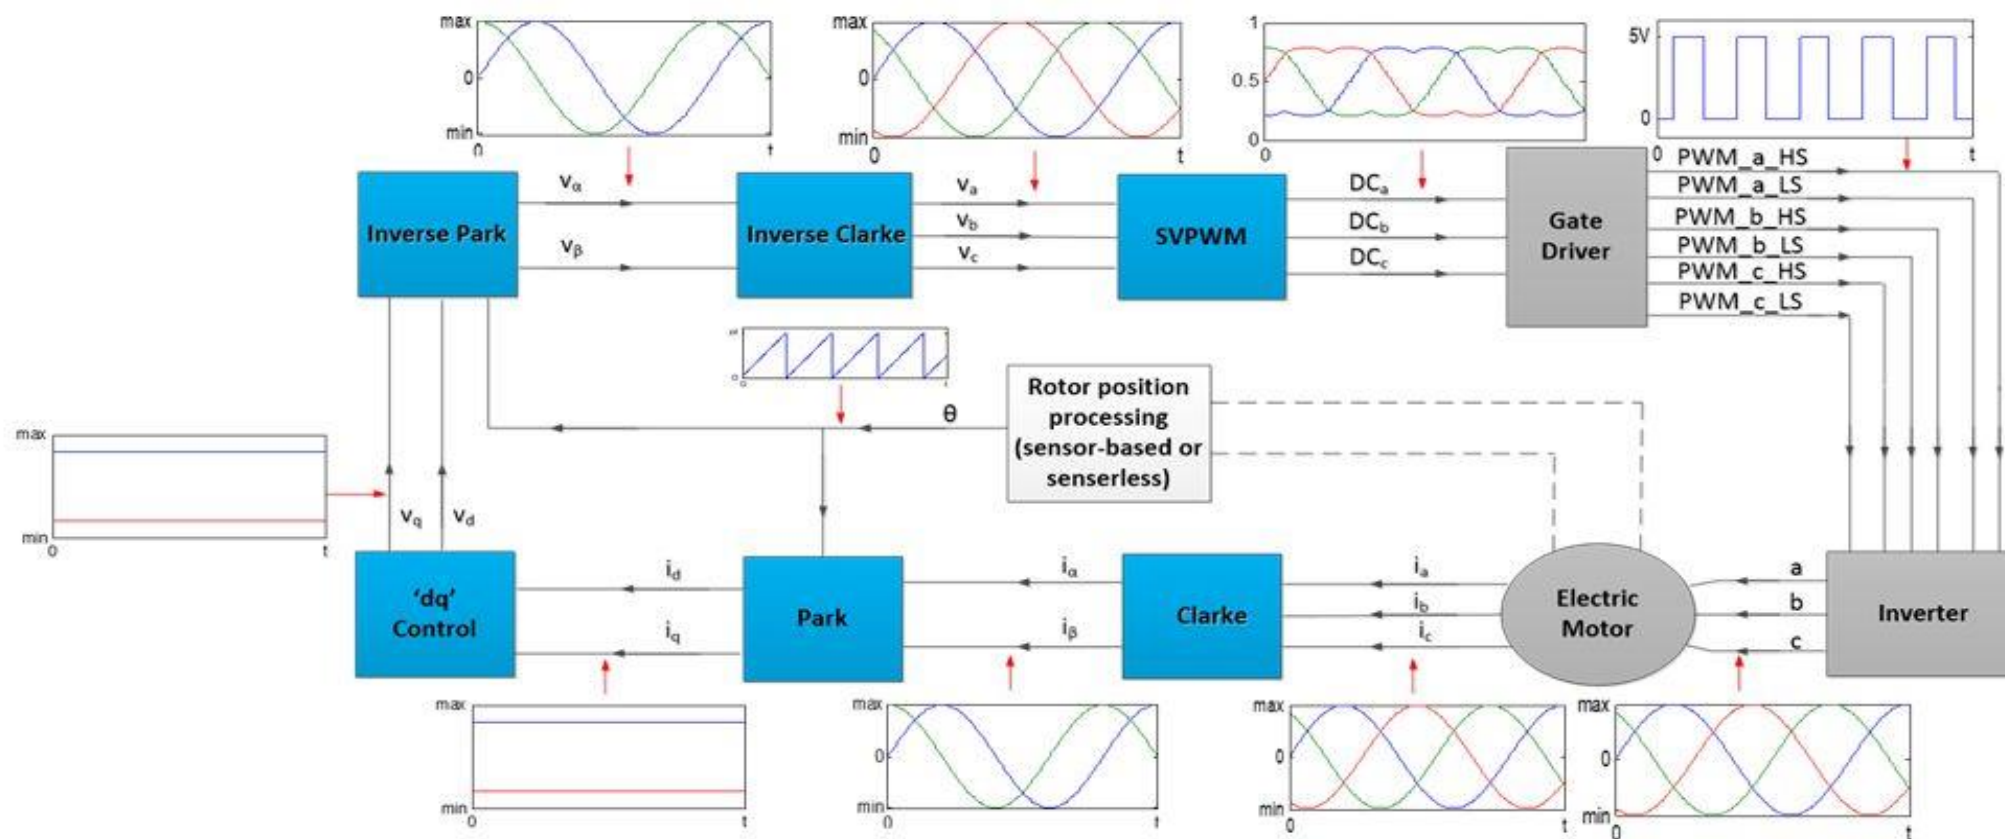 max
0
min
0
t
max
0
min
0
t
1
0.5
0
0
t
5V
0
0
t
Inverse Park
vα
vβ
Inverse Clarke
va
vb
vc
SVPWM
DCa
DCb
DCc
Gate
Driver
PWM_a_HS
PWM_a_LS
PWM_b_HS
PWM_b_LS
PWM_c_HS
PWM_c_LS
0
0
t
θ
Rotor position
processing
(sensor-based or
senserless)
max
min
0
t
vq
vd
'dq'
Control
id
iq
Park
iα
iβ
Clarke
ia
ib
ic
Electric
Motor
a
b
c
Inverter
max
min
0
t
max
0
min
0
t
max
0
min
0
t
max
0
min
0
t